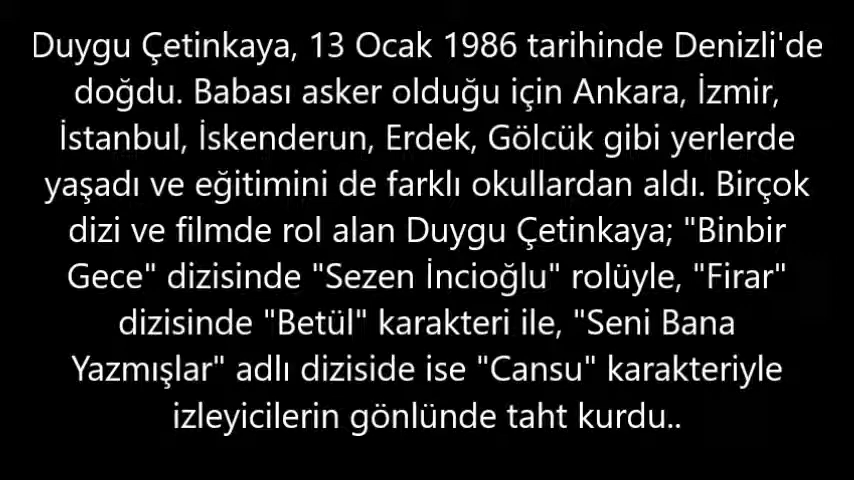 Duygu Çetinkaya, 13 Ocak 1986 tarihinde Denizli'de
doğdu. Babası asker olduğu için Ankara, İzmir,
İstanbul, İskenderun, Erdek, Gölcük gibi yerlerde
yaşadı ve eğitimini de farklı okullardan aldı. Birçok
dizi ve filmde rol alan Duygu Çetinkaya; "Binbir
Gece" dizisinde "Sezen İncioğlu" rolüyle, "Firar"
dizisinde "Betül" karakteri ile, "Seni Bana
Yazmışlar" adlı diziside ise "Cansu" karakteriyle
izleyicilerin gönlünde taht kurdu..